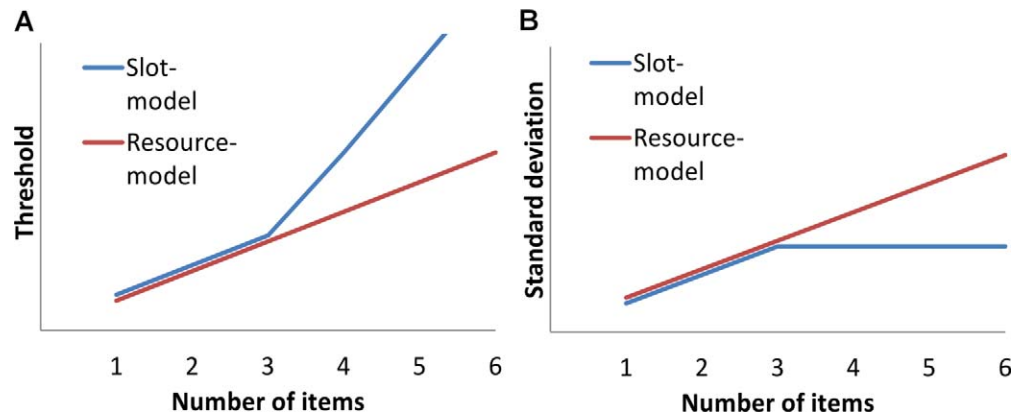 A
Slot-
model
Resource-
model
Threshold
1 2 3 4 5 6
Number of items
B
Slot-
model
Resource-
model
Standard deviation
1 2 3 4 5 6
Number of items